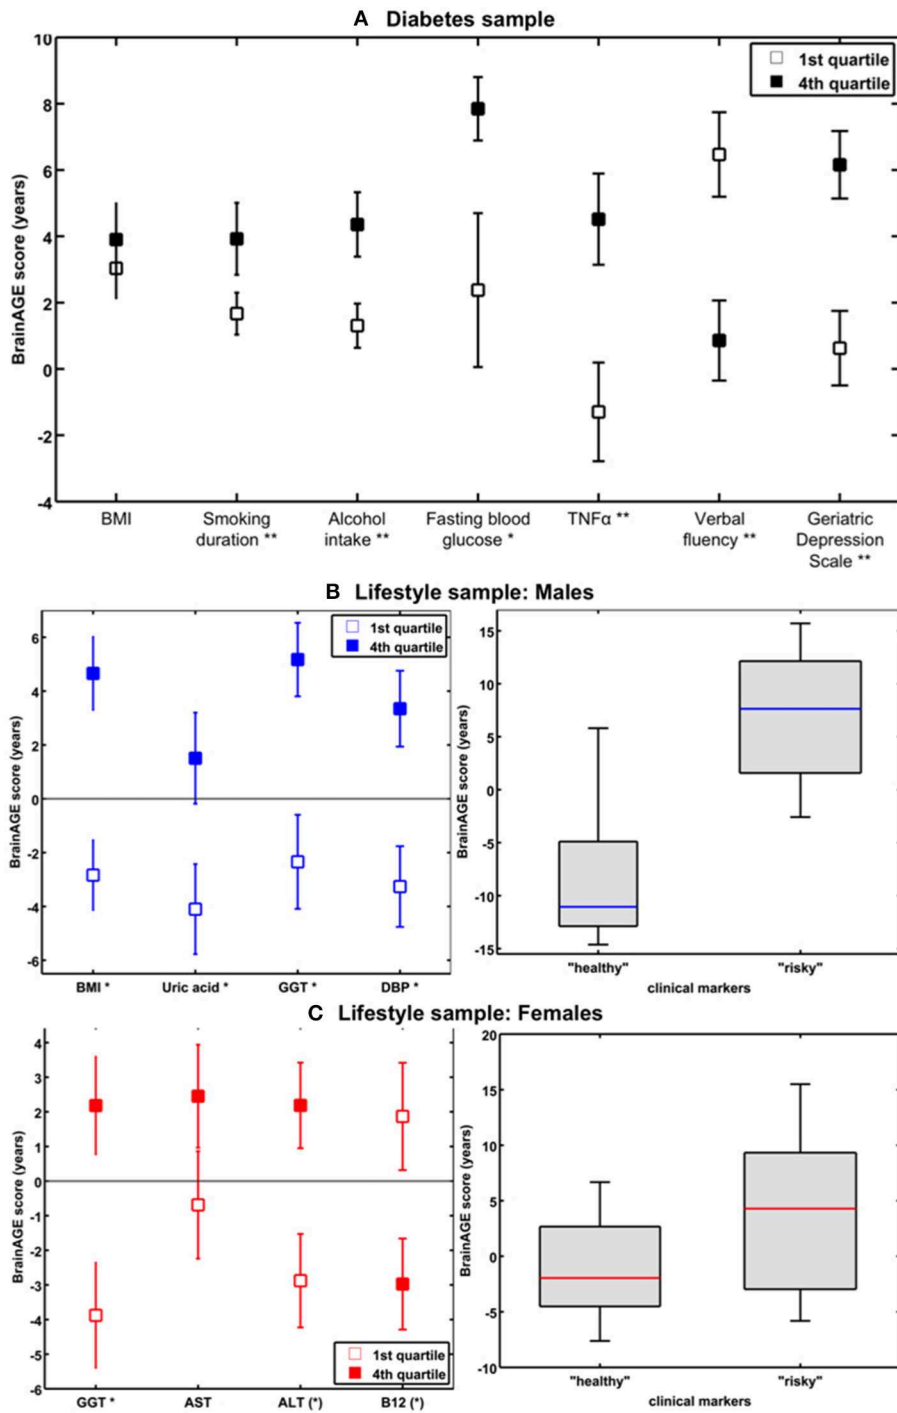 A Diabetes sample
10
8
6
4
2
0
-2
-4
BrainAGE score (years)
1st quartile
4th quartile
BMI
Smoking duration **
Alcohol intake **
Fasting blood glucose *
TNFα **
Verbal fluency **
Geriatric Depression Scale **
B Lifestyle sample: Males
6
4
2
0
-2
-4
-6
BrainAGE score (years)
1st quartile
4th quartile
BMI *
Uric acid *
GGT *
DBP *
15
10
5
0
-5
-10
-15
BrainAGE score (years)
"healthy"
"risky"
clinical markers
C Lifestyle sample: Females
4
3
2
1
0
-1
-2
-3
-4
-5
-6
BrainAGE score (years)
1st quartile
4th quartile
GGT *
AST
ALT (*)
B12 (*)
20
15
10
5
0
-5
-10
BrainAGE score (years)
"healthy"
"risky"
clinical markers